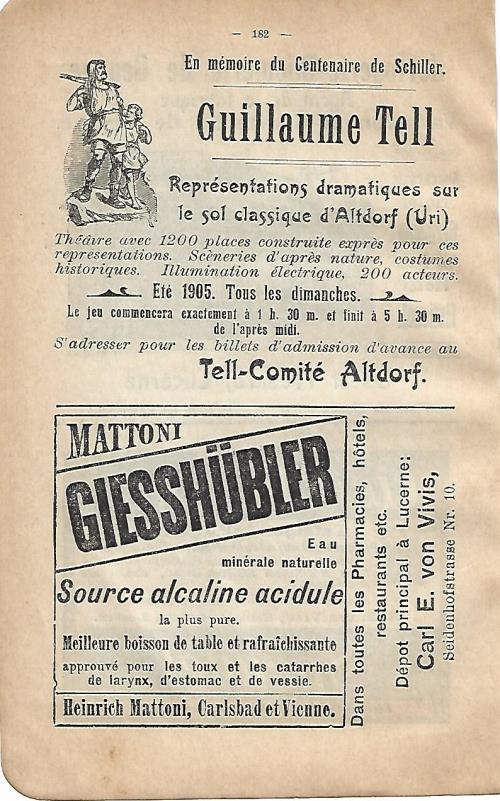 — 182 —
En mémoire du Centenaire de Schiller.
Guillaume Tell
Représentations dramatiques sur
le sol classique d'Altdorf (Uri)
Théâire avec 1200 places construite exprès pour ces
representations. Scèneries d'après nature, costumes
historiques. Illumination électrique, 200 acteurs.
Eté 1905. Tous les dimanches.
Le jeu commencera exactement à 1 h. 30 m. et finit à 5 h. 30 m.
de l'après midi.
S'adresser pour les billets d'admission d'avance au
Tell-Comité Altdorf.
MATTONI
GIESSHÜBLER
Eau
minérale naturelle
Source alcaline acidule
la plus pure.
Meilleure boisson de table et rafraîchissante
approuvé pour les toux et les catarrhes
de larynx, d'estomac et de vessie.
Heinrich Mattoni, Carlsbad et Vienne.
Dans toutes les Pharmacies, hôtels,
restaurants etc.
Dépot principal à Lucerne:
Carl E. von Vivis,
Seidenhofstrasse Nr. 10.